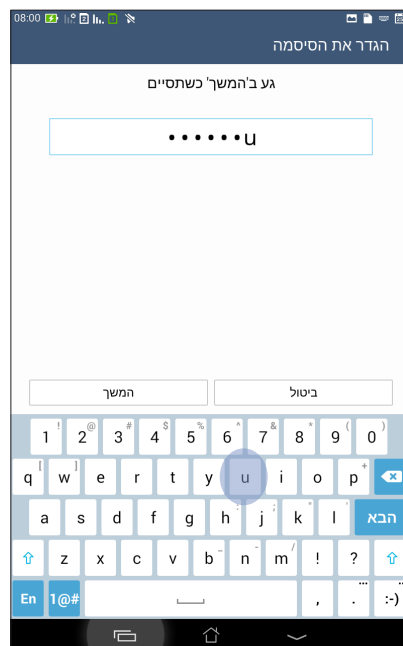 08:00
הגדר את הסיסמה
גע ב'המשך' כשתסיים
••••••u
המשך ביטול
1 ! 2 @ 3 # 4 $ 5 % 6 ^ 7 & 8 * 9 ( 0 )
q [ w ] e r t y u i o p +
a s d f g h : j ; k " l ' הבא
z x c v b _ n - m / ! ?
En 1@# , . ... :-)